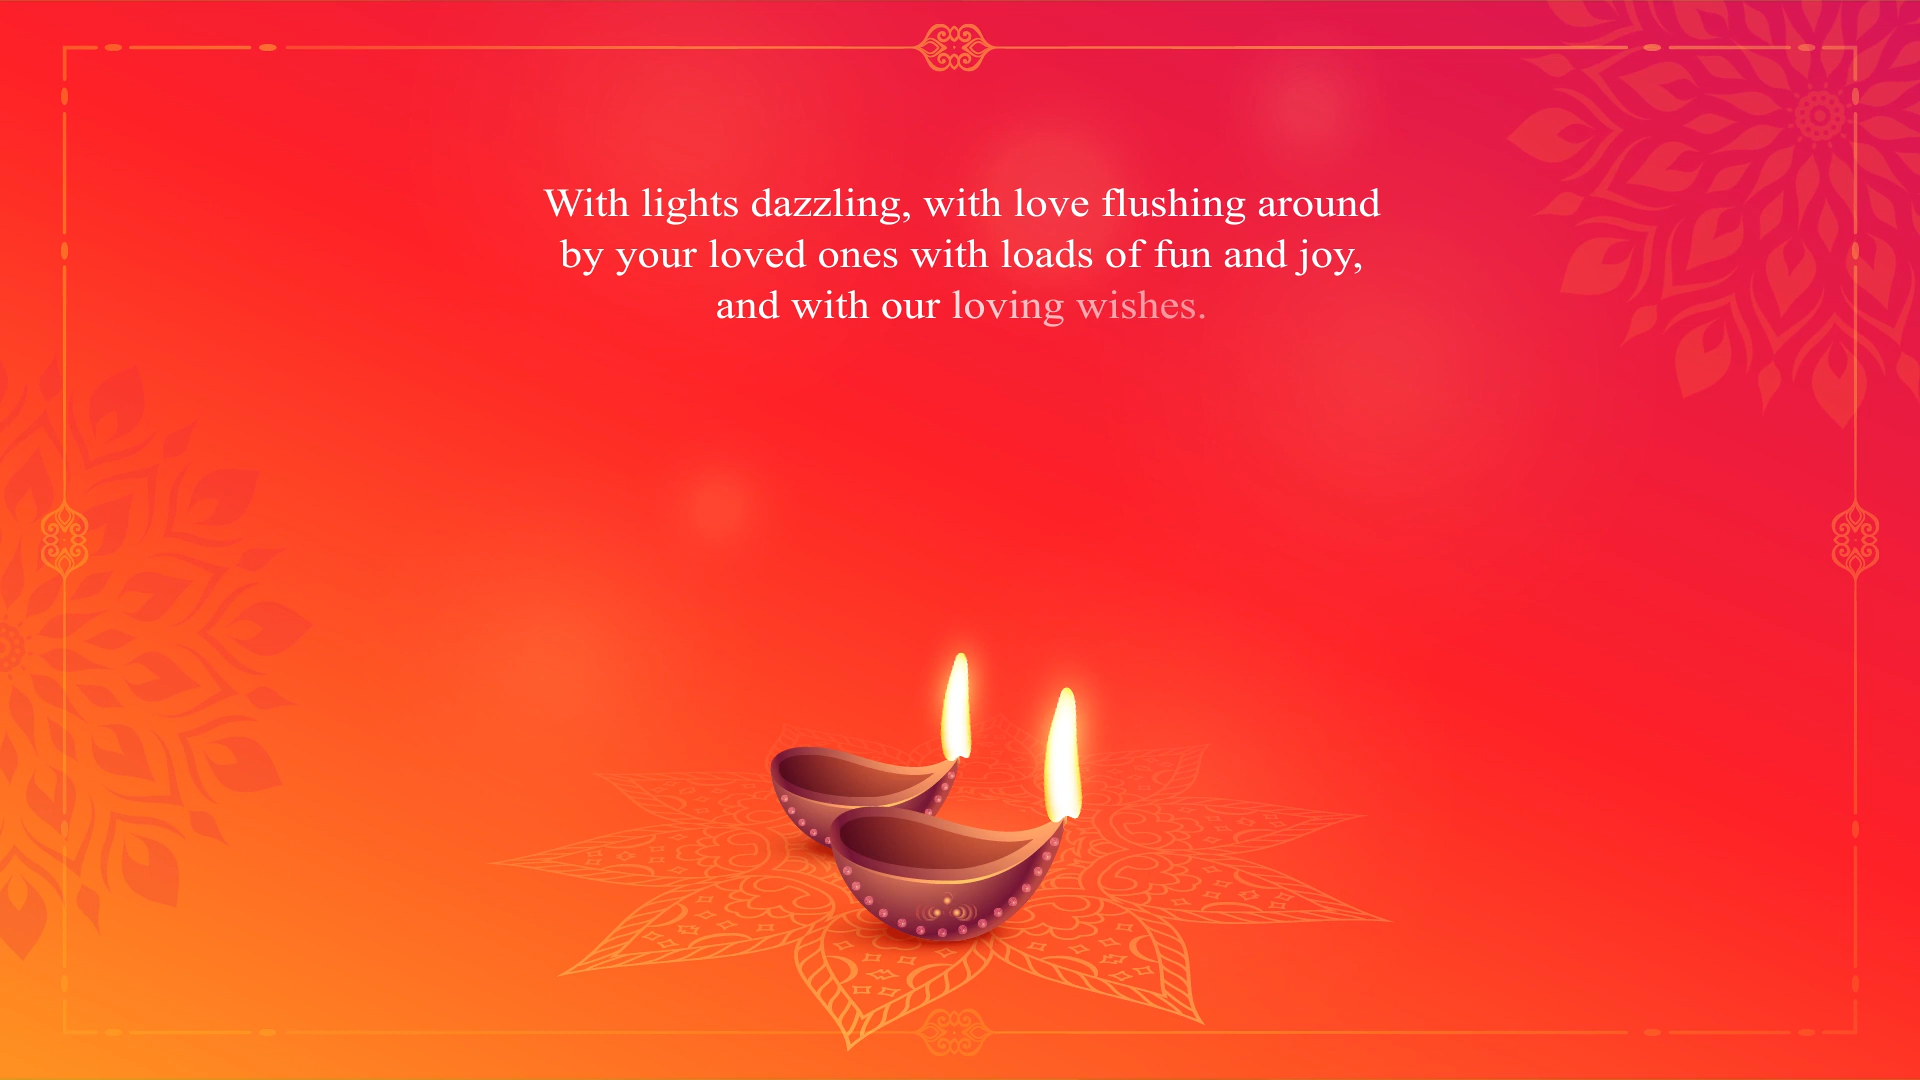 With lights dazzling, with love flushing around
by your loved ones with loads of fun and joy,
and with our loving wishes.